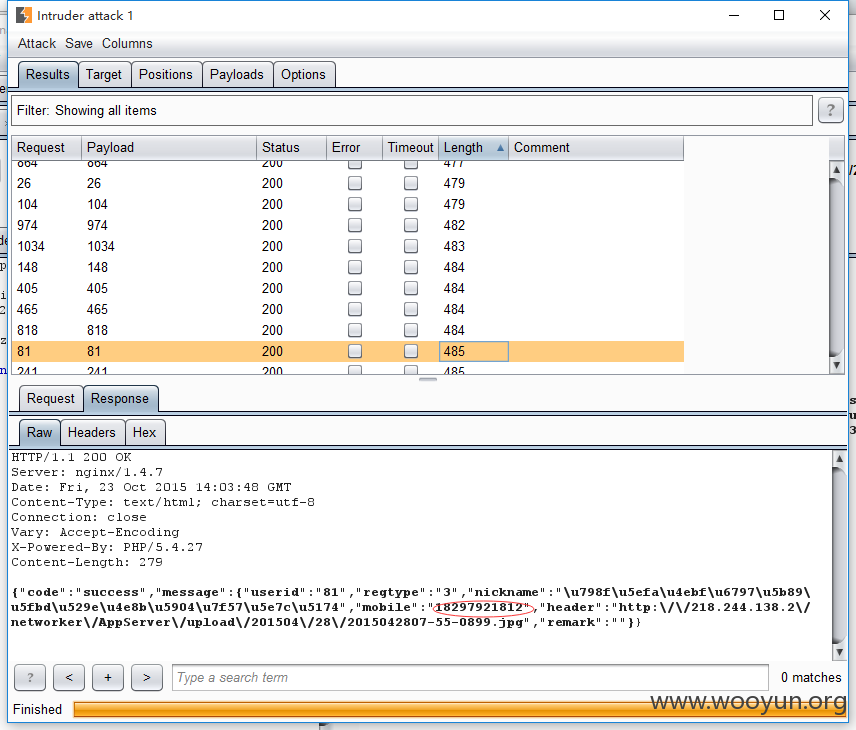 Intruder attack 1
Attack Save Columns
Results Target Positions Payloads Options
Filter: Showing all items ?
Request Payload Status Error Timeout Length Comment
864 864 200 477
26 26 200 479
104 104 200 479
974 974 200 482
1034 1034 200 483
148 148 200 484
405 405 200 484
465 465 200 484
818 818 200 484
81 81 200 485
241 241 200 485
Request Response
Raw Headers Hex
HTTP/1.1 200 OK
Server: nginx/1.4.7
Date: Fri, 23 Oct 2015 14:03:48 GMT
Content-Type: text/html; charset=utf-8
Connection: close
Vary: Accept-Encoding
X-Powered-By: PHP/5.4.27
Content-Length: 279
{"code":"success","message":{"userid":"81","regtype":"3","nickname":"\u798f\u5efa\u4ebf\u6797\u5b89\
u5fbd\u529e\u4e8b\u5904\u7f57\u5e7c\u5174","mobile":"18297921812","header":"http:\/\/218.244.138.2\/
networker\/AppServer\/upload\/201504\/28\/2015042807-55-0899.jpg","remark":""}}
? < + > Type a search term 0 matches
www.wooyun.org
Finished